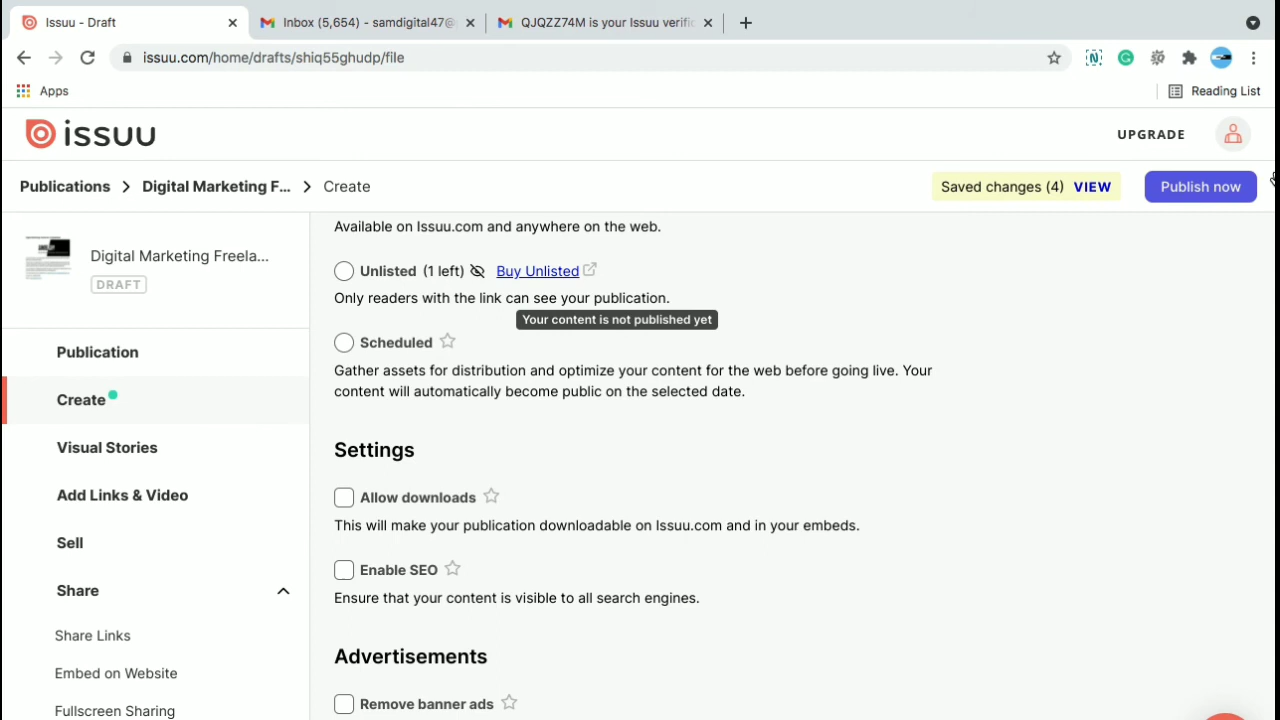 Issuu - Draft
Inbox (5,654) - samdigital47@
QJQZZ74M is your Issuu verific
issuu.com/home/drafts/shiq55ghudp/file
Apps
Reading List
issuu
UPGRADE
Publications > Digital Marketing F... > Create
Saved changes (4) VIEW
Publish now
Digital Marketing Freela...
DRAFT
Publication
Create
Visual Stories
Add Links & Video
Sell
Share
Share Links
Embed on Website
Fullscreen Sharing
Available on Issuu.com and anywhere on the web.
Unlisted (1 left) Buy Unlisted
Only readers with the link can see your publication.
Your content is not published yet
Scheduled
Gather assets for distribution and optimize your content for the web before going live. Your
content will automatically become public on the selected date.
Settings
Allow downloads
This will make your publication downloadable on Issuu.com and in your embeds.
Enable SEO
Ensure that your content is visible to all search engines.
Advertisements
Remove banner ads